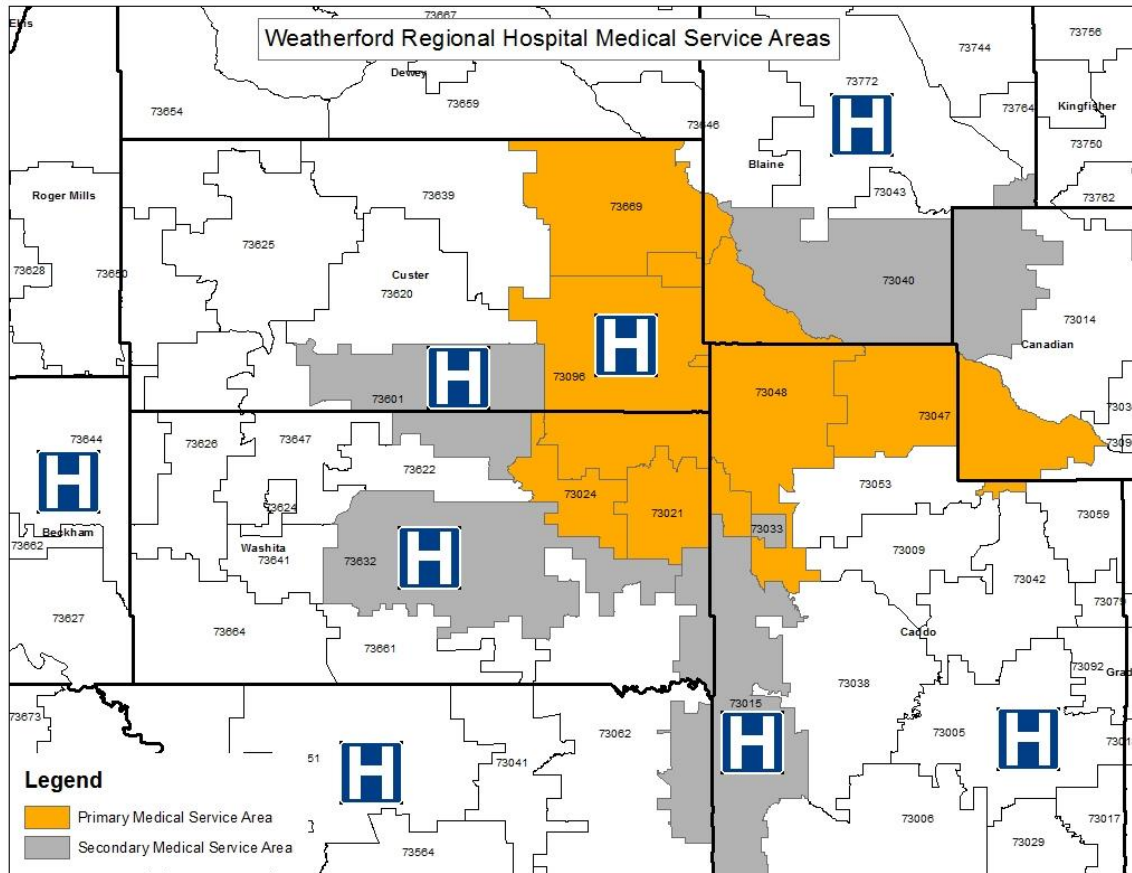 73667
Ellis
Weatherford Regional Hospital Medical Service Areas
73756
73744
Dewey
73772
73654
73659
73764
Kingfisher
73646
73750
Blaine
Roger Mills
73639
73043
73762
73669
73625
73628
73650
Custer
73040
73620
73014
Canadian
73096
73048
73601
73047
73644
73626
73647
73622
73053
73024
73624
73021
73059
73033
Beckham
73662
Washita
73632
73641
73009
73042
73079
73627
73664
Caddo
73661
73092
73038
73015
73673
73005
73062
51
73041
H
H
H
H
H
H
H
H
Legend
Primary Medical Service Area
Secondary Medical Service Area
73006
73017
73564
73029